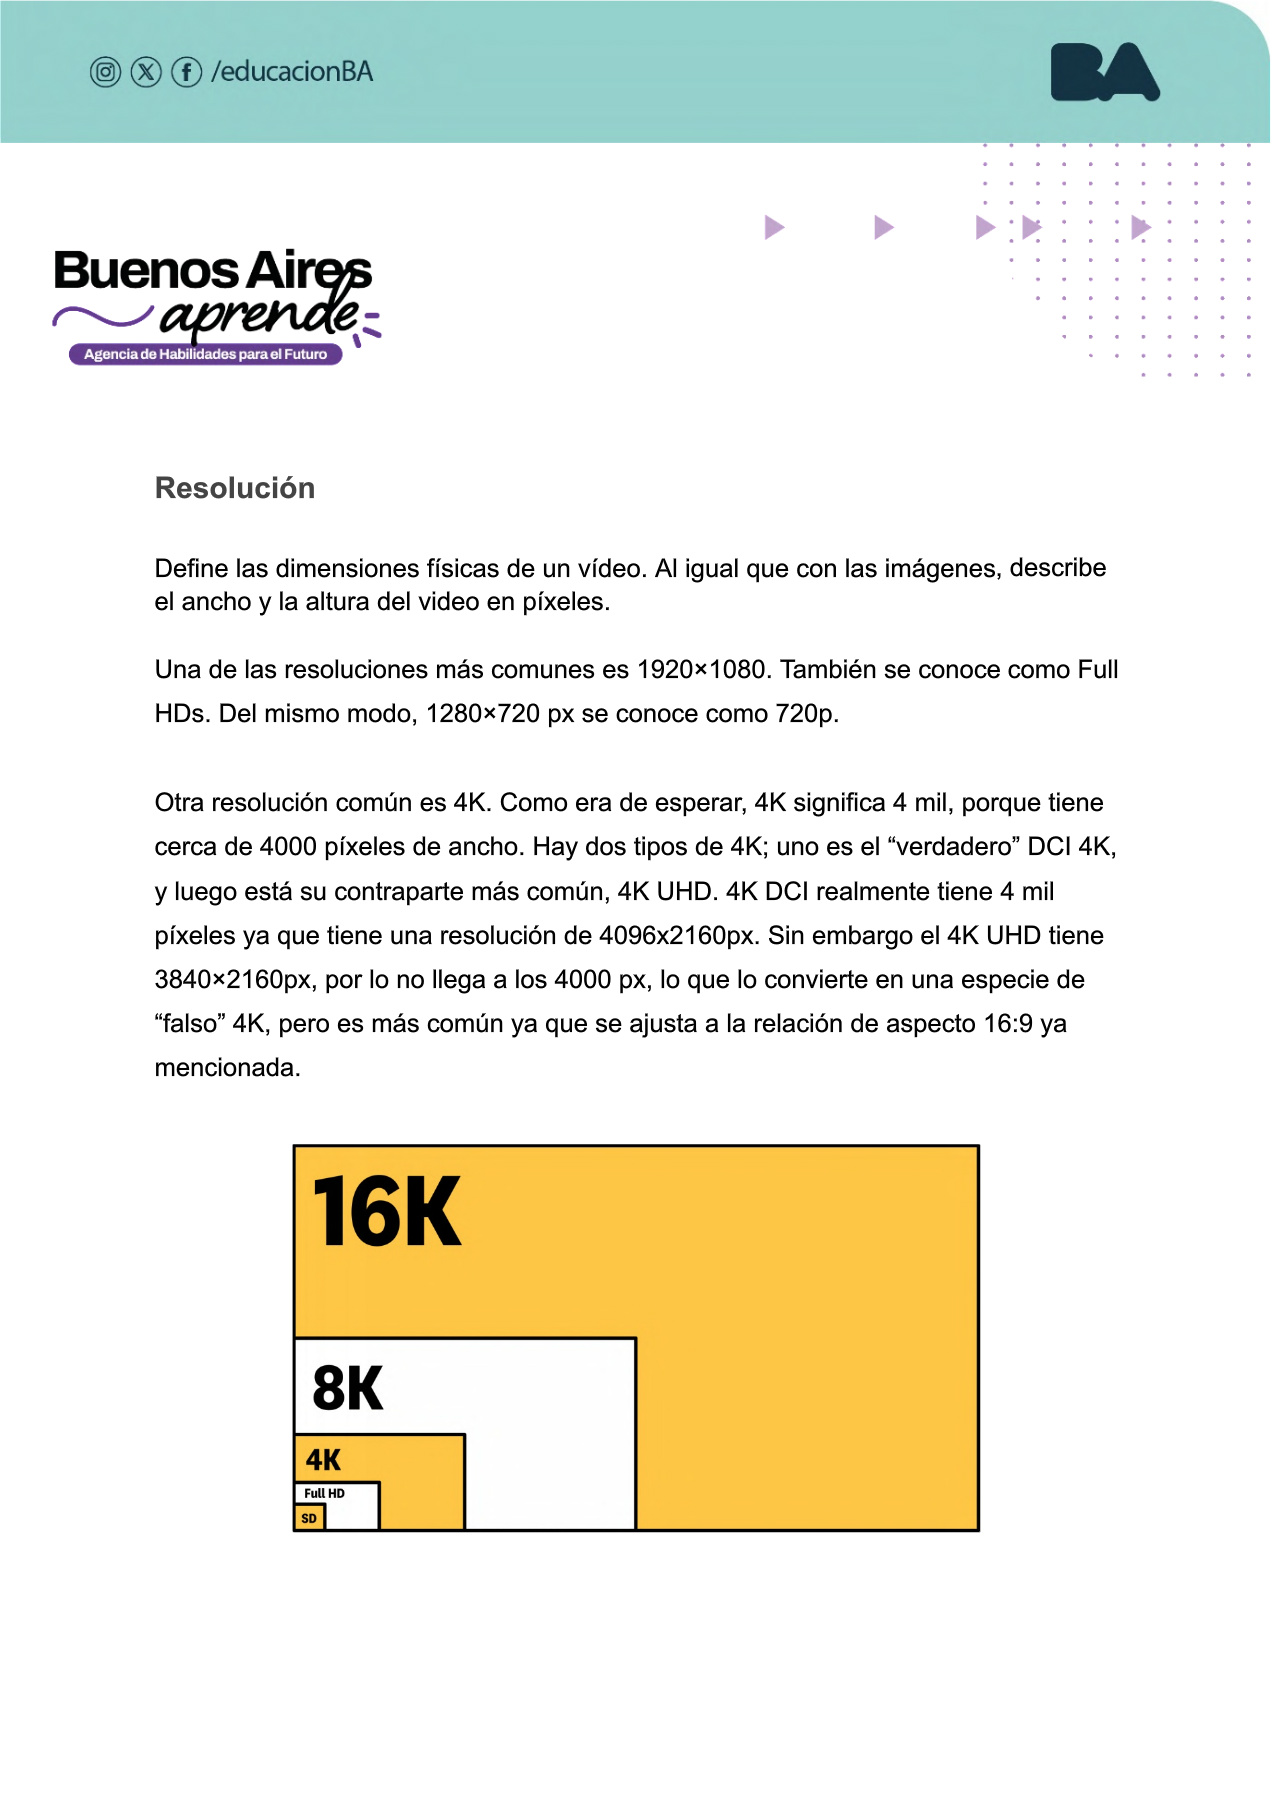 /educacionBA
BA
Buenos Aires
aprende
Agencia de Habilidades para el Futuro
Resolución
Define las dimensiones físicas de un vídeo. Al igual que con las imágenes, describe
el ancho y la altura del video en píxeles.
Una de las resoluciones más comunes es 1920×1080. También se conoce como Full
HDs. Del mismo modo, 1280×720 px se conoce como 720p.
Otra resolución común es 4K. Como era de esperar, 4K significa 4 mil, porque tiene
cerca de 4000 píxeles de ancho. Hay dos tipos de 4K; uno es el “verdadero” DCI 4K,
y luego está su contraparte más común, 4K UHD. 4K DCI realmente tiene 4 mil
píxeles ya que tiene una resolución de 4096x2160px. Sin embargo el 4K UHD tiene
3840×2160px, por lo no llega a los 4000 px, lo que lo convierte en una especie de
“falso” 4K, pero es más común ya que se ajusta a la relación de aspecto 16:9 ya
mencionada.
16K
8K
4K
Full HD
SD